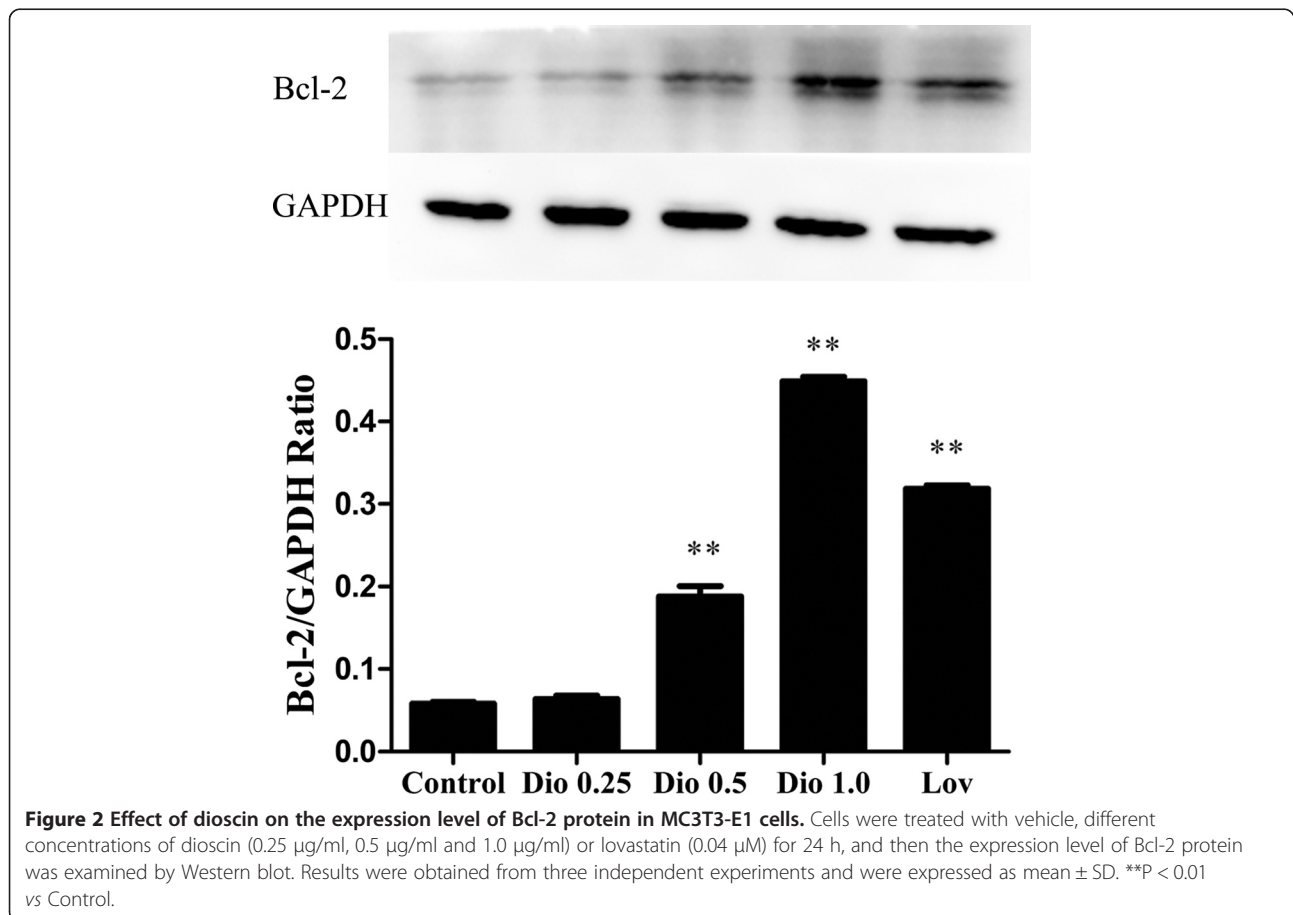 Bcl-2
GAPDH
Bcl-2/GAPDH Ratio
0.5
0.4
0.3
0.2
0.1
0.0
**
**
**
Control Dio 0.25 Dio 0.5 Dio 1.0 Lov
Figure 2 Effect of dioscin on the expression level of Bcl-2 protein in MC3T3-E1 cells. Cells were treated with vehicle, different
concentrations of dioscin (0.25 μg/ml, 0.5 μg/ml and 1.0 μg/ml) or lovastatin (0.04 μM) for 24 h, and then the expression level of Bcl-2 protein
was examined by Western blot. Results were obtained from three independent experiments and were expressed as mean ± SD. **P < 0.01
vs Control.